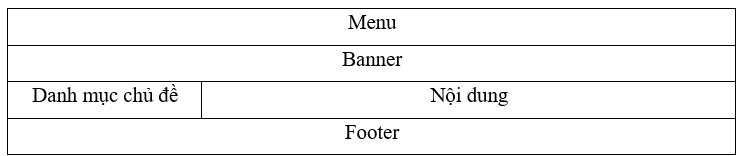 Menu
Banner
Danh mục chủ đề
Nội dung
Footer